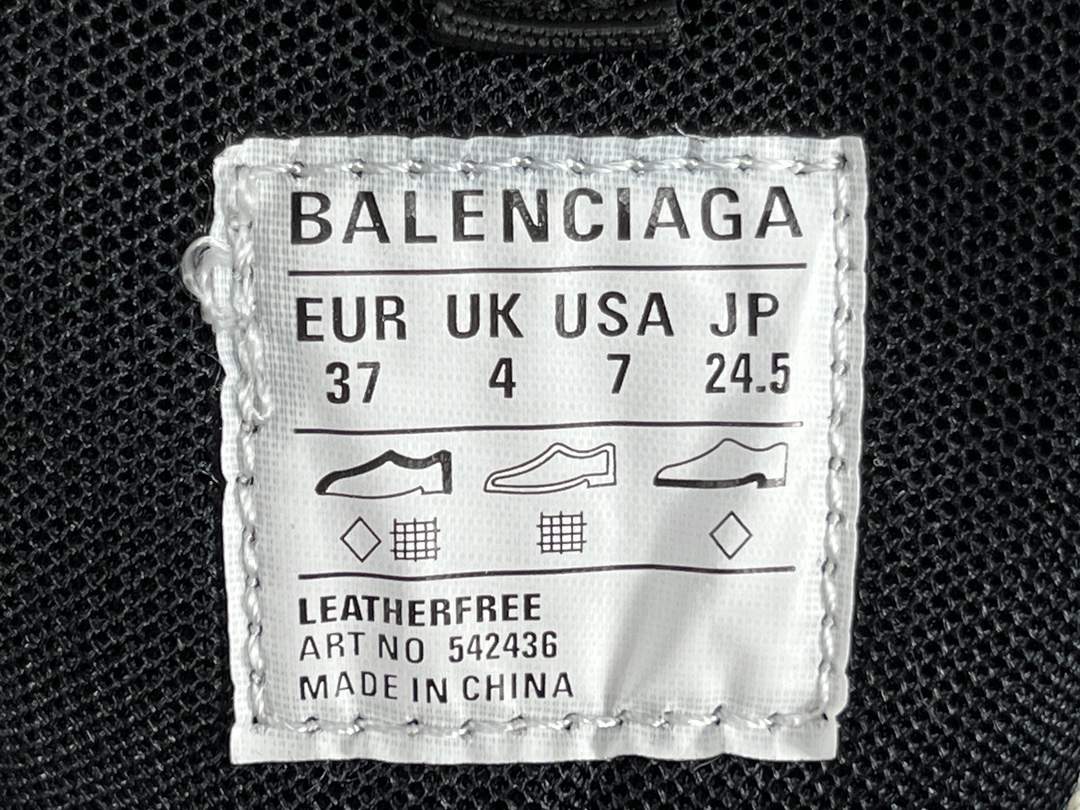 BALENCIAGA
EUR UK USA JP
37 4 7 24.5
LEATHERFREE
ART NO 542436
MADE IN CHINA